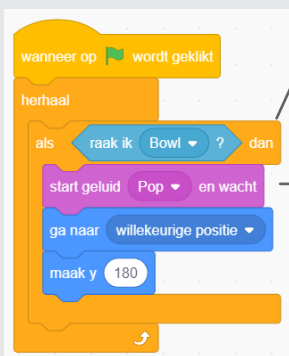 wanneer op wordt geklikt
herhaal
als raak ik Bowl ? dan
start geluid Pop en wacht
ga naar willekeurige positie
maak y 180